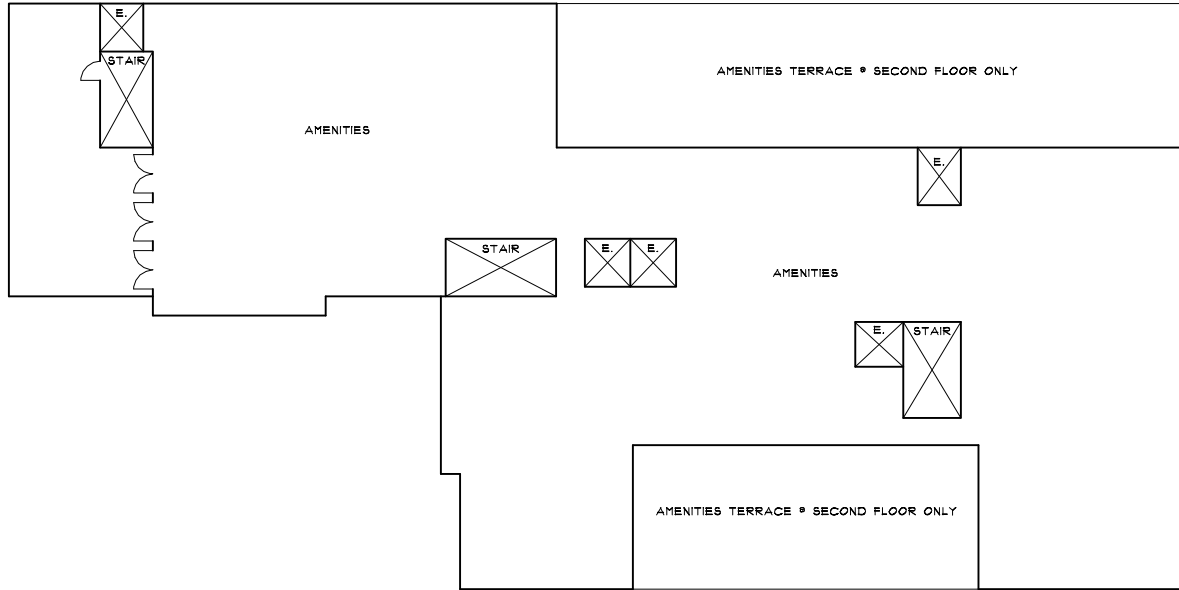 E.
STAIR
AMENITIES TERRACE @ SECOND FLOOR ONLY
AMENITIES
E.
STAIR
E.
E.
AMENITIES
E.
STAIR
AMENITIES TERRACE @ SECOND FLOOR ONLY